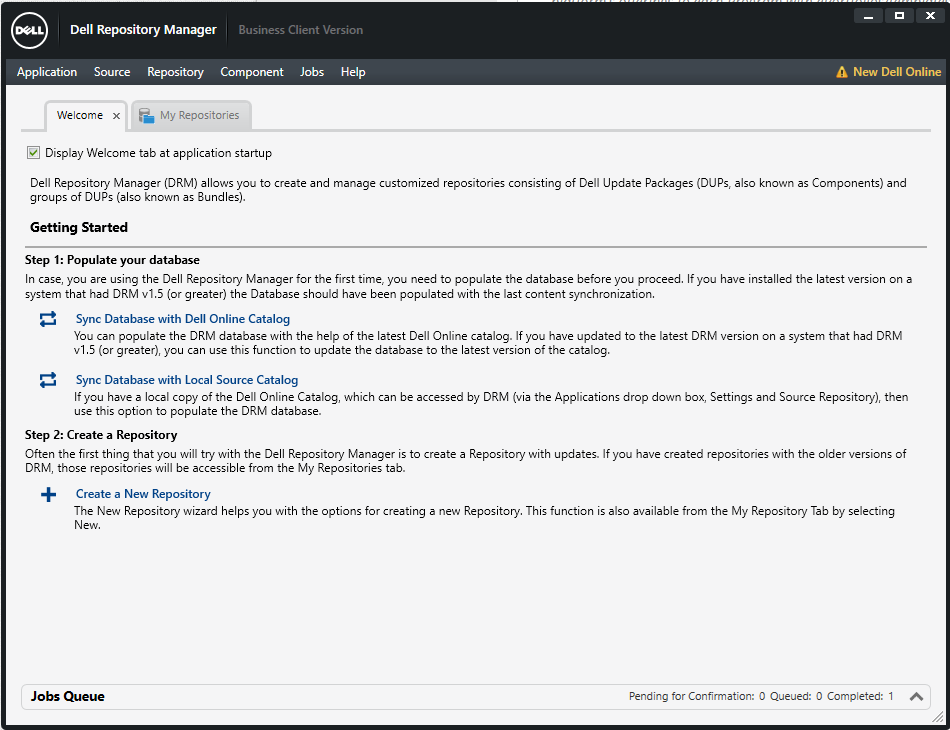 DELL
Dell Repository Manager
Business Client Version
Application Source Repository Component Jobs Help
New Dell Online
Welcome
My Repositories
Display Welcome tab at application startup
Dell Repository Manager (DRM) allows you to create and manage customized repositories consisting of Dell Update Packages (DUPs, also known as Components) and
groups of DUPs (also known as Bundles).
Getting Started
Step 1: Populate your database
In case, you are using the Dell Repository Manager for the first time, you need to populate the database before you proceed. If you have installed the latest version on a
system that had DRM v1.5 (or greater) the Database should have been populated with the last content synchronization.
Sync Database with Dell Online Catalog
You can populate the DRM database with the help of the latest Dell Online catalog. If you have updated to the latest DRM version on a system that had DRM
v1.5 (or greater), you can use this function to update the database to the latest version of the catalog.
Sync Database with Local Source Catalog
If you have a local copy of the Dell Online Catalog, which can be accessed by DRM (via the Applications drop down box, Settings and Source Repository), then
use this option to populate the DRM database.
Step 2: Create a Repository
Often the first thing that you will try with the Dell Repository Manager is to create a Repository with updates. If you have created repositories with the older versions of
DRM, those repositories will be accessible from the My Repositories tab.
Create a New Repository
The New Repository wizard helps you with the options for creating a new Repository. This function is also available from the My Repository Tab by selecting
New.
Jobs Queue
Pending for Confirmation: 0 Queued: 0 Completed: 1